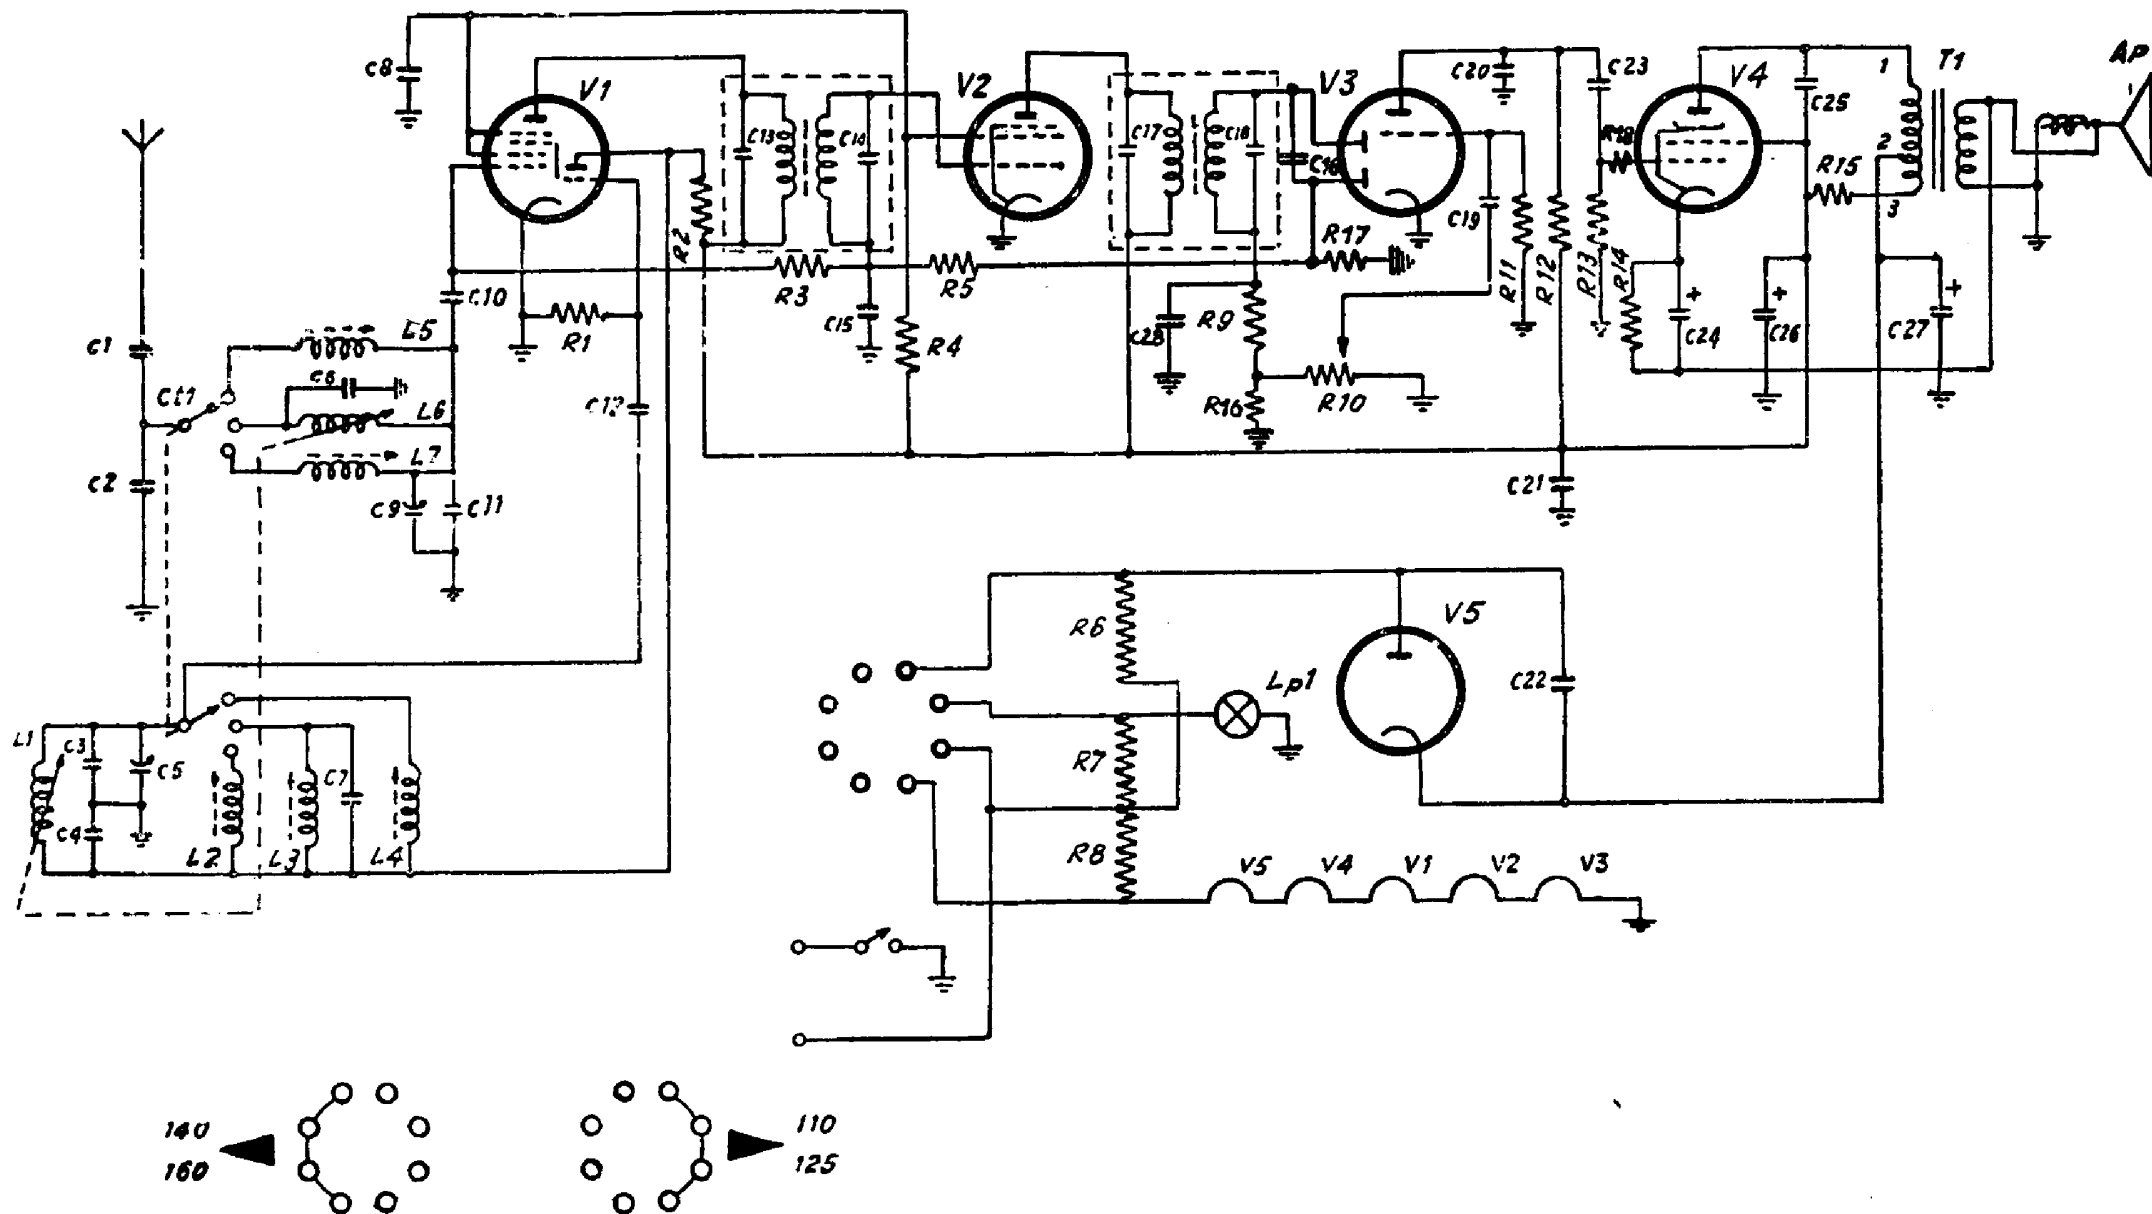 C8
V1
V2
V3
V4
T1
AP
C20
C23
C25
1
2
3
C13
C14
C17
C18
C16
R18
R15
C19
R2
R3
R5
R17
R11
R12
R13
R14
C10
C15
R1
R4
C28
R9
C24
C26
C27
C1
L5
C6
Ct1
L6
C12
R16
R10
L7
C2
C9
C11
C21
R6
V5
Lp1
C22
L1
C3
C5
C7
R7
C4
L2
L3
L4
R8
V5
V4
V1
V2
V3
140
160
110
125
+
+
+